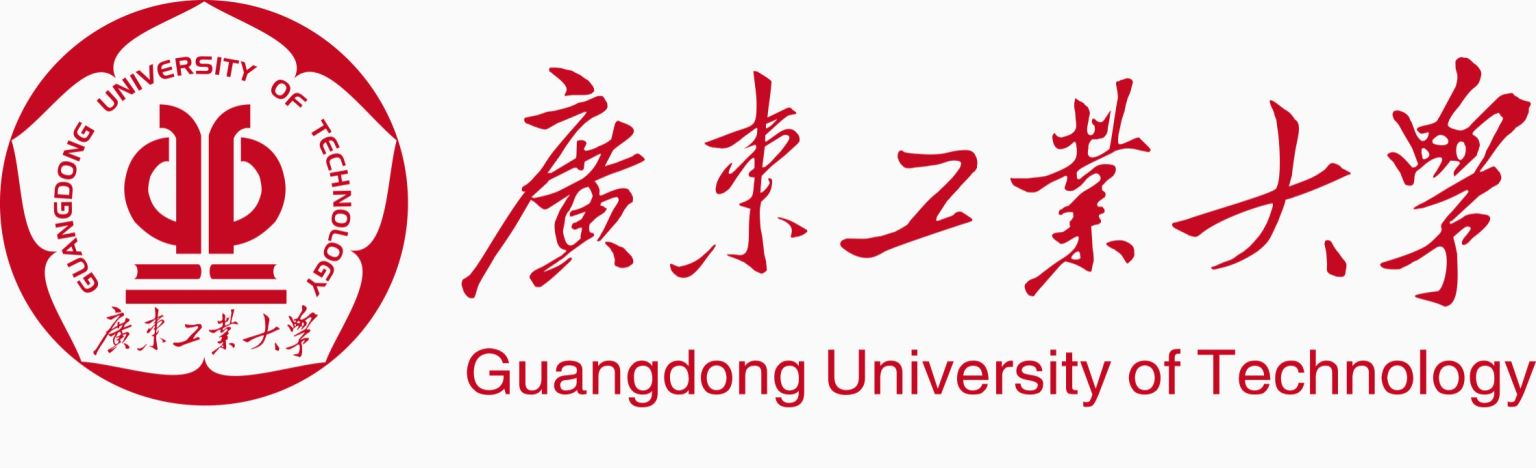 GUANGDONG UNIVERSITY OF TECHNOLOGY
廣東工業大學
廣東工業大學
Guangdong University of Technology